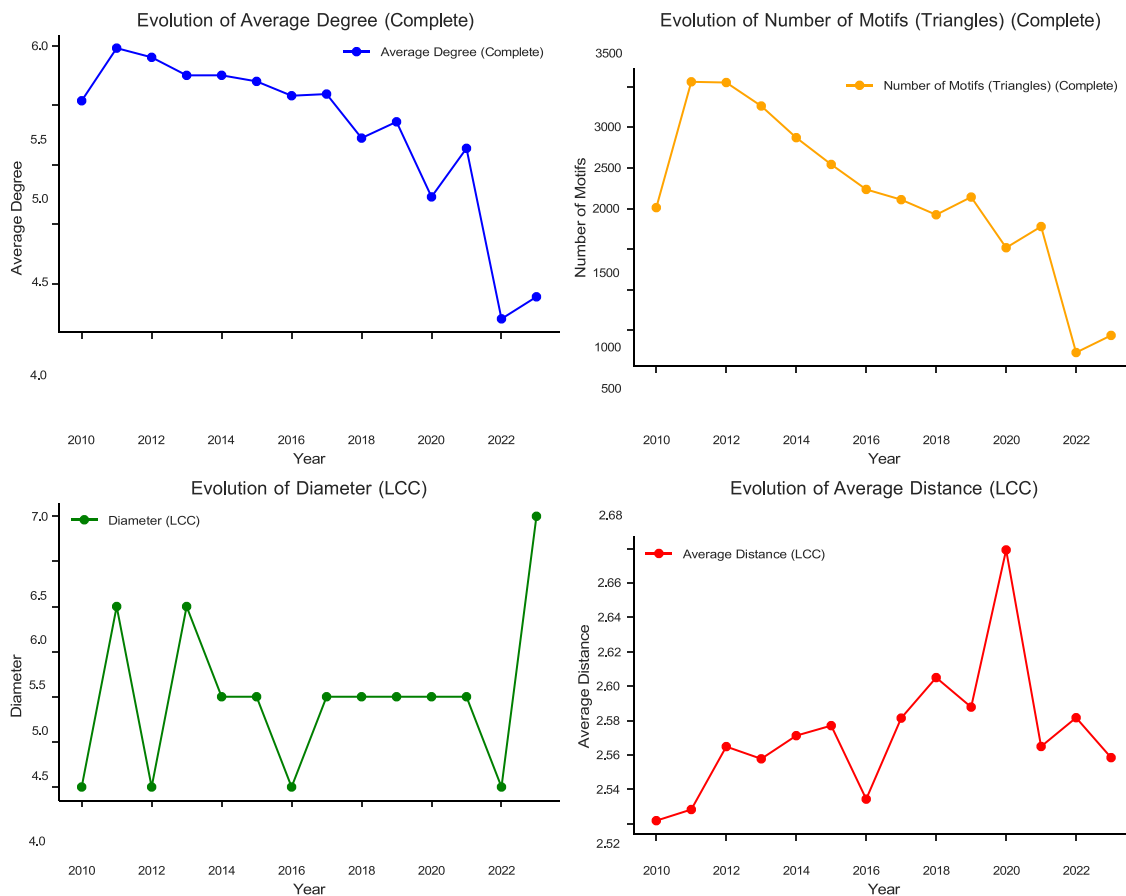 Evolution of Average Degree (Complete)
6.0
Average Degree (Complete)
5.5
5.0
Average Degree
4.5
4.0
2010 2012 2014 2016 2018 2020 2022
Year
Evolution of Number of Motifs (Triangles) (Complete)
3500
Number of Motifs (Triangles) (Complete)
3000
2500
2000
Number of Motifs
1500
1000
500
2010 2012 2014 2016 2018 2020 2022
Year
Evolution of Diameter (LCC)
7.0
Diameter (LCC)
6.5
6.0
5.5
Diameter
5.0
4.5
4.0
2010 2012 2014 2016 2018 2020 2022
Year
Evolution of Average Distance (LCC)
2.68
Average Distance (LCC)
2.66
2.64
2.62
2.60
Average Distance
2.58
2.56
2.54
2.52
2010 2012 2014 2016 2018 2020 2022
Year